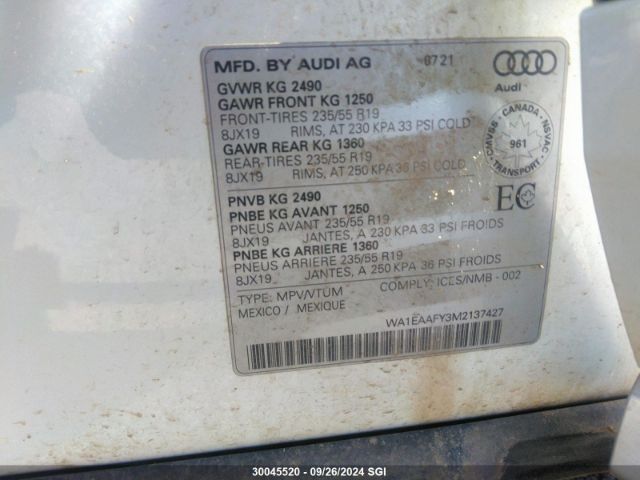 MFD. BY AUDI AG 07 21
Audi
GVWR KG 2490
GAWR FRONT KG 1250
FRONT-TIRES 235/55 R19
8JX19 RIMS, AT 230 KPA 33 PSI COLD
GAWR REAR KG 1360
REAR-TIRES 235/55 R19
8JX19 RIMS, AT 250 KPA 36 PSI COLD
CMVSS - CANADA - NSVAC
961
TRANSPORT
EC
PNVB KG 2490
PNBE KG AVANT 1250
PNEUS AVANT 235/55 R19
8JX19 JANTES, A 230 KPA 33 PSI FROIDS
PNBE KG ARRIERE 1360
PNEUS ARRIERE 235/55 R19
8JX19 JANTES, A 250 KPA 36 PSI FROIDS
TYPE: MPV/VTUM COMPLY: ICES/NMB - 002
MEXICO / MEXIQUE
WA1EAAFY3M2137427
30045520 - 09/26/2024 SGI